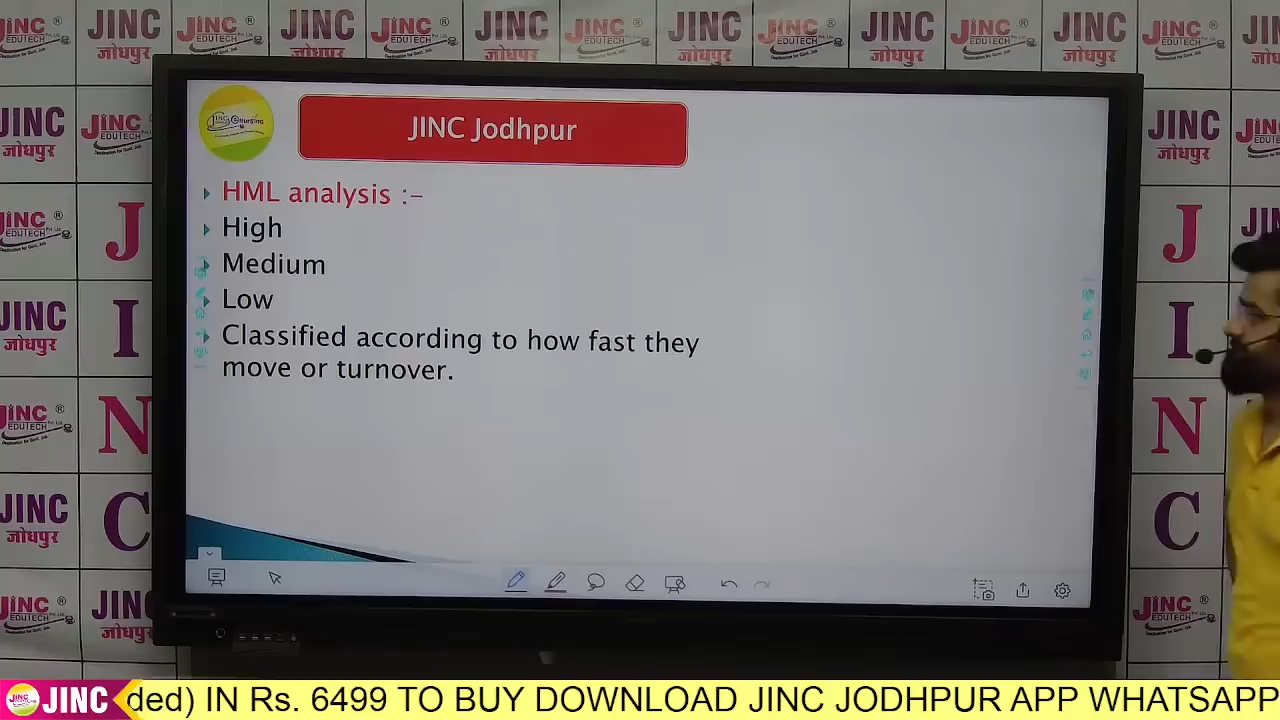 JINC Jodhpur
HML analysis :-
High
Medium
Low
Classified according to how fast they
move or turnover.
JINC
जोधपुर
JINC
EDUTECH
J
I
N
C
J
I
N
C
JINC
ded) IN Rs. 6499 TO BUY DOWNLOAD JINC JODHPUR APP WHATSAPP